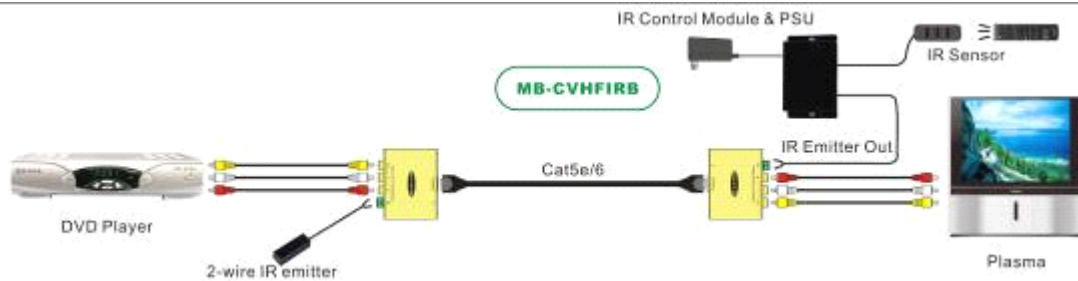 IR Control Module & PSU
IR Sensor
MB-CVHFIRB
IR Emitter Out
Cat5e/6
DVD Player
2-wire IR emitter
Plasma